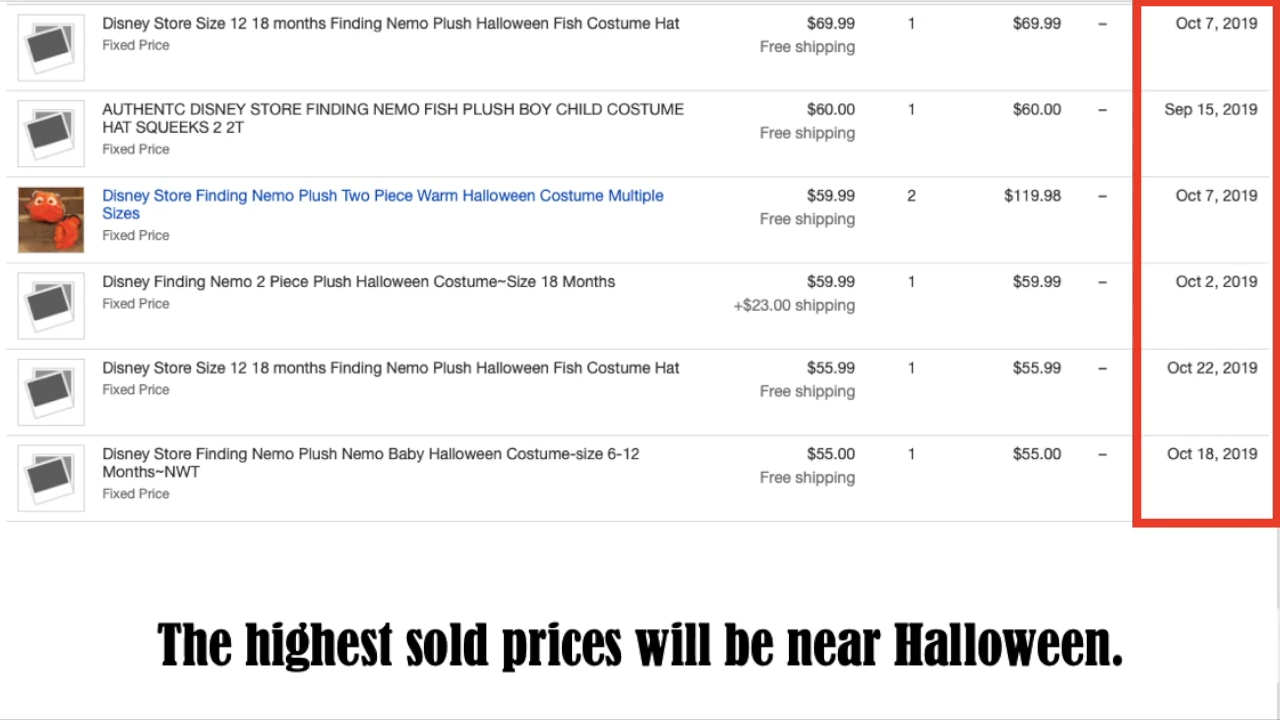 Disney Store Size 12 18 months Finding Nemo Plush Halloween Fish Costume Hat $69.99 1 $69.99 – Oct 7, 2019
Fixed Price Free shipping
AUTHENTC DISNEY STORE FINDING NEMO FISH PLUSH BOY CHILD COSTUME $60.00 1 $60.00 – Sep 15, 2019
HAT SQUEEKS 2 2T Free shipping
Fixed Price
Disney Store Finding Nemo Plush Two Piece Warm Halloween Costume Multiple $59.99 2 $119.98 – Oct 7, 2019
Sizes Free shipping
Fixed Price
Disney Finding Nemo 2 Piece Plush Halloween Costume~Size 18 Months $59.99 1 $59.99 – Oct 2, 2019
Fixed Price +$23.00 shipping
Disney Store Size 12 18 months Finding Nemo Plush Halloween Fish Costume Hat $55.99 1 $55.99 – Oct 22, 2019
Fixed Price Free shipping
Disney Store Finding Nemo Plush Nemo Baby Halloween Costume-size 6-12 $55.00 1 $55.00 – Oct 18, 2019
Months~NWT Free shipping
Fixed Price
The highest sold prices will be near Halloween.